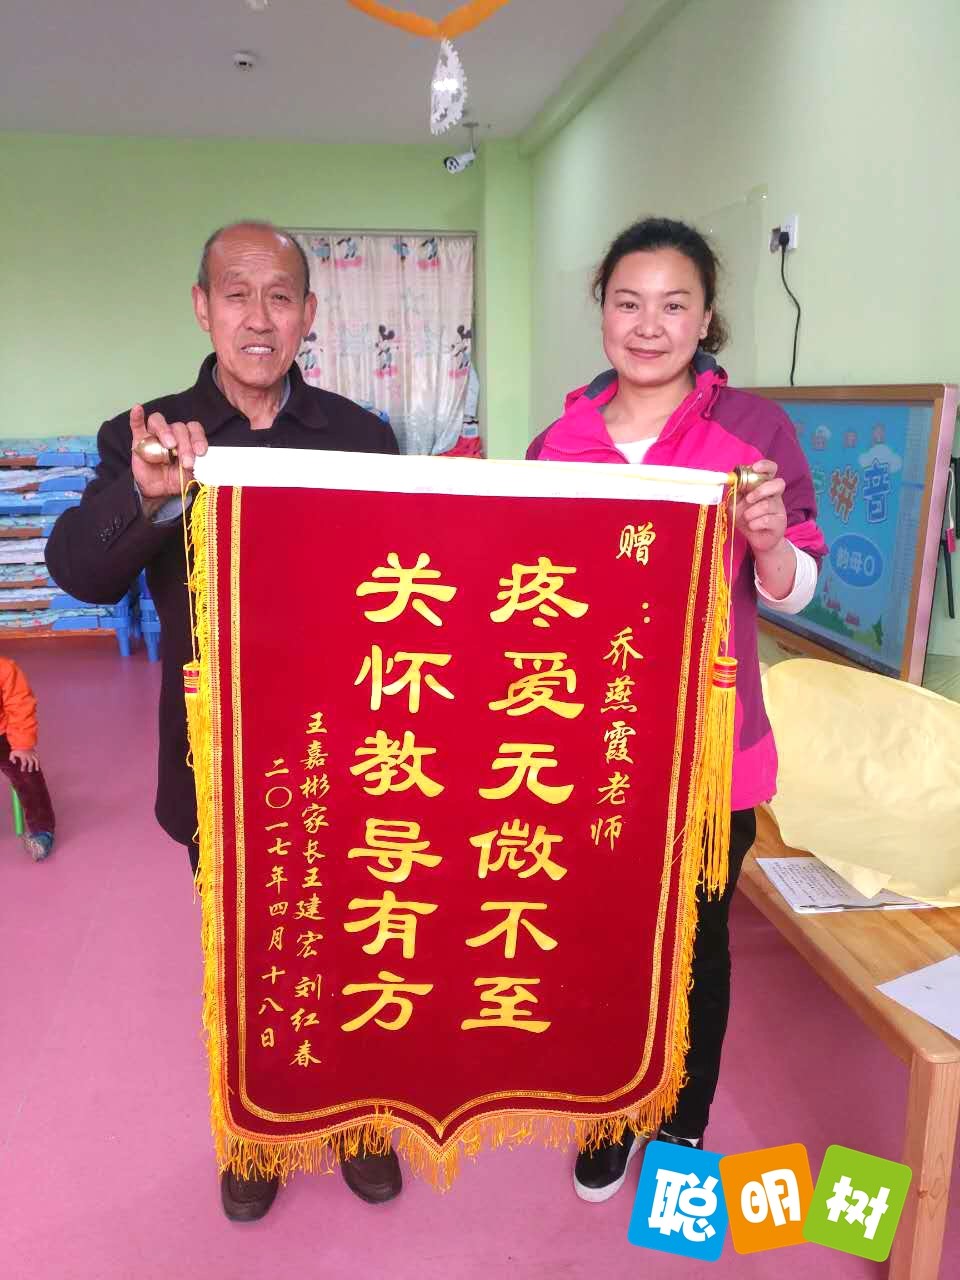 赠：乔燕霞老师
疼爱无微不至
关怀教导有方
王嘉彬家长王建宏 刘红春
二〇一七年四月十八日
拼音
韵母o
聪明树